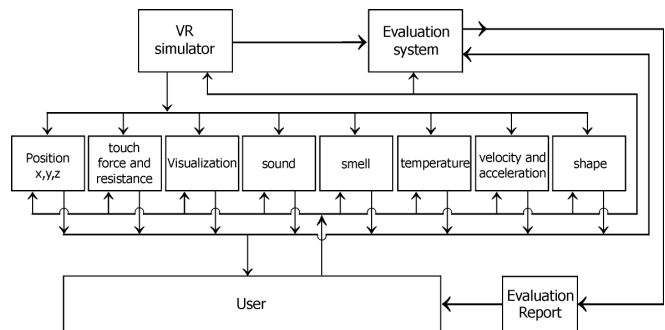 VR
simulator
Evaluation
system
Position
x,y,z
touch
force and
resistance
Visualization
sound
smell
temperature
velocity and
acceleration
shape
User
Evaluation
Report